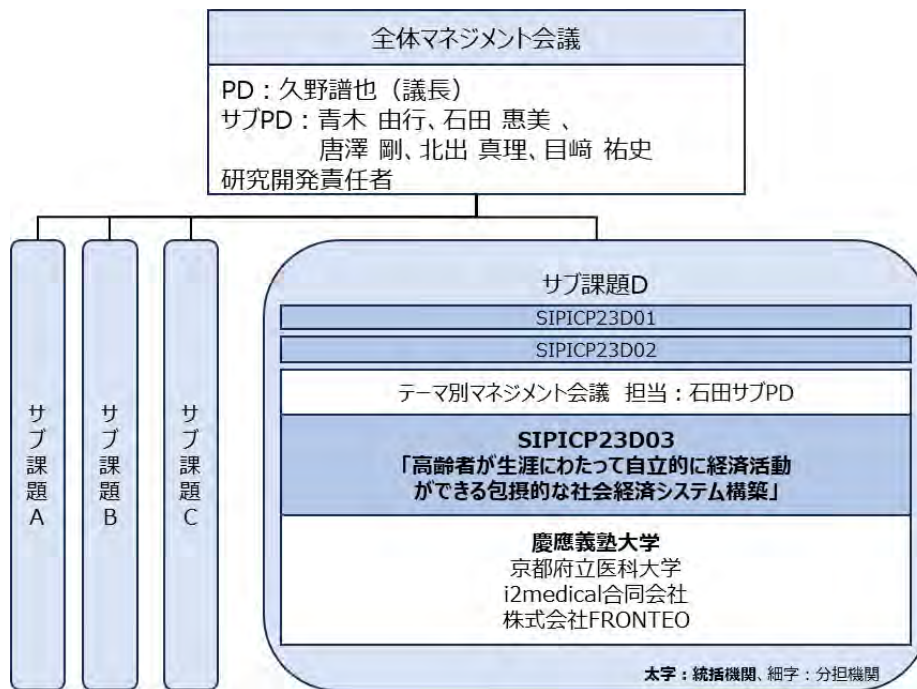 全体マネジメント会議
PD：久野譜也（議長）
サブPD：青木 由行、石田 惠美 、
唐澤 剛、北出 真理、目﨑 祐史
研究開発責任者
サブ課題A
サブ課題B
サブ課題C
サブ課題D
SIPICP23D01
SIPICP23D02
テーマ別マネジメント会議 担当：石田サブPD
SIPICP23D03
「高齢者が生涯にわたって自立的に経済活動
ができる包摂的な社会経済システム構築」
慶應義塾大学
京都府立医科大学
i2medical合同会社
株式会社FRONTEO
太字：統括機関、細字：分担機関